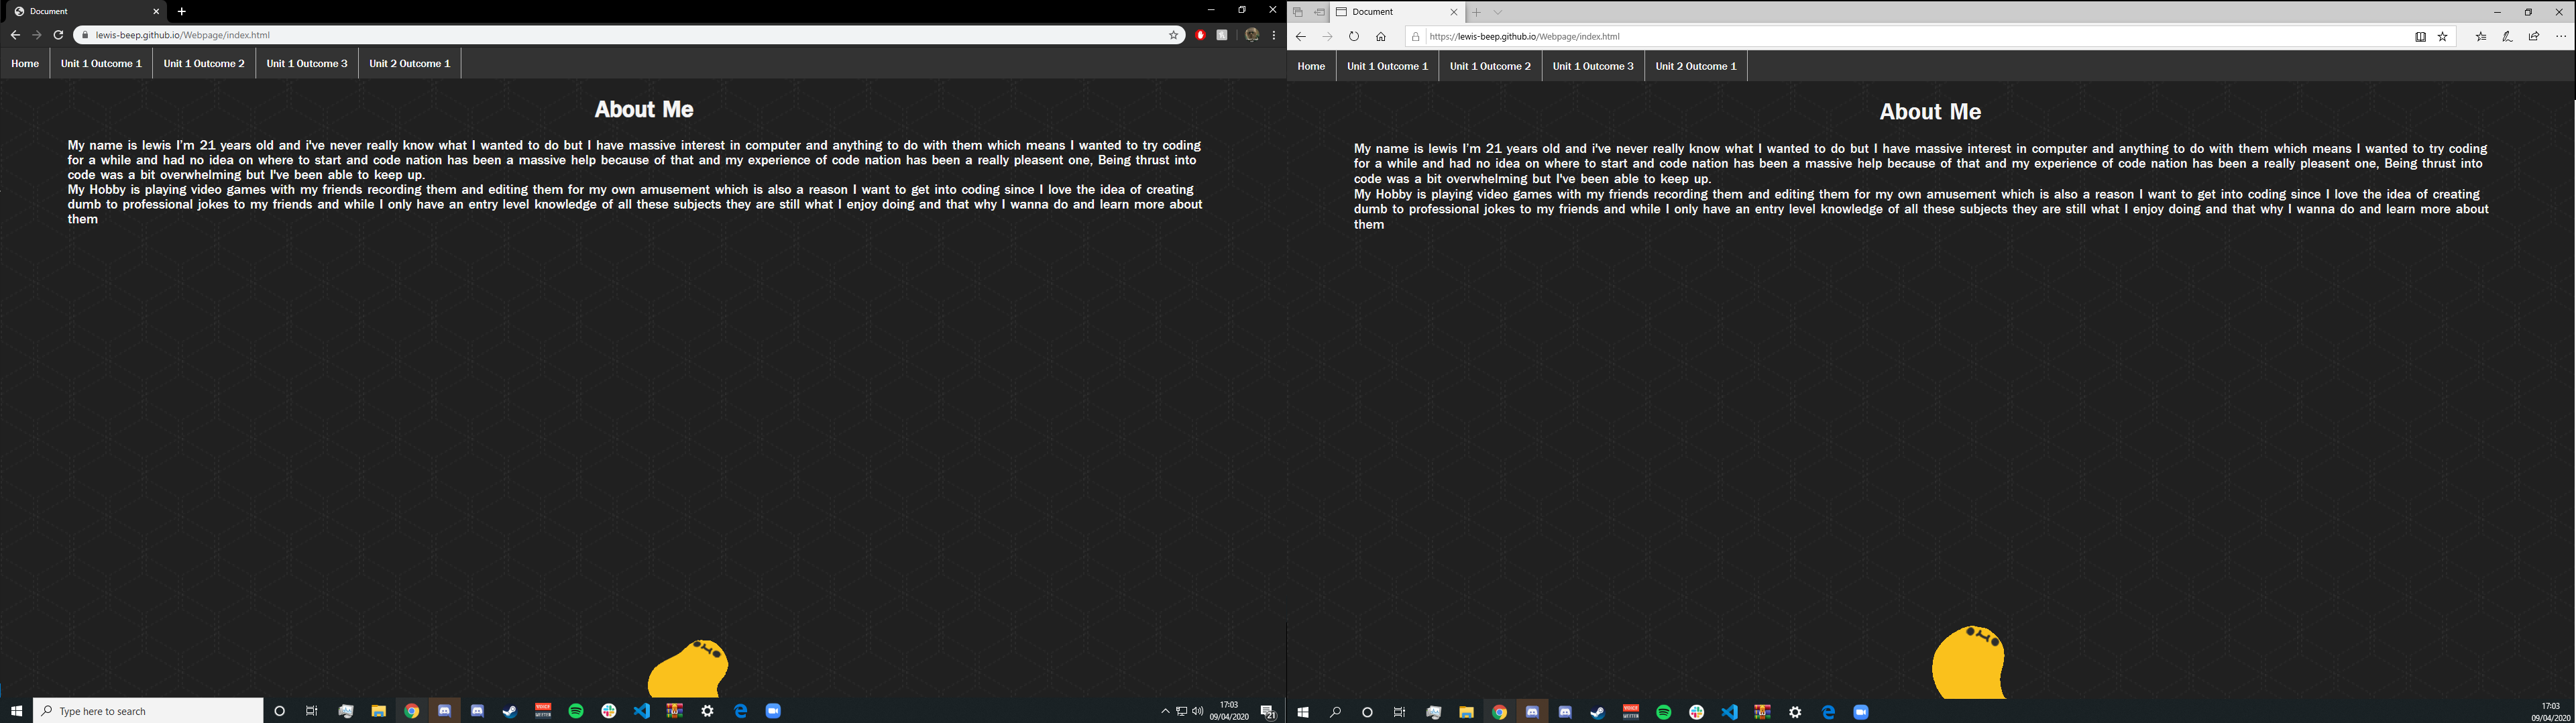 Document
lewis-beep.github.io/Webpage/index.html
Home Unit 1 Outcome 1 Unit 1 Outcome 2 Unit 1 Outcome 3 Unit 2 Outcome 1
About Me
My name is lewis I'm 21 years old and i've never really know what I wanted to do but I have massive interest in computer and anything to do with them which means I wanted to try coding
for a while and had no idea on where to start and code nation has been a massive help because of that and my experience of code nation has been a really pleasent one, Being thrust into
code was a bit overwhelming but I've been able to keep up.
My Hobby is playing video games with my friends recording them and editing them for my own amusement which is also a reason I want to get into coding since I love the idea of creating
dumb to professional jokes to my friends and while I only have an entry level knowledge of all these subjects they are still what I enjoy doing and that why I wanna do and learn more about
them
Type here to search
17:03
09/04/2020
21
Document
https://lewis-beep.github.io/Webpage/index.html
Home Unit 1 Outcome 1 Unit 1 Outcome 2 Unit 1 Outcome 3 Unit 2 Outcome 1
About Me
My name is lewis I'm 21 years old and i've never really know what I wanted to do but I have massive interest in computer and anything to do with them which means I wanted to try coding
for a while and had no idea on where to start and code nation has been a massive help because of that and my experience of code nation has been a really pleasent one, Being thrust into
code was a bit overwhelming but I've been able to keep up.
My Hobby is playing video games with my friends recording them and editing them for my own amusement which is also a reason I want to get into coding since I love the idea of creating
dumb to professional jokes to my friends and while I only have an entry level knowledge of all these subjects they are still what I enjoy doing and that why I wanna do and learn more about
them
17:03
09/04/2020